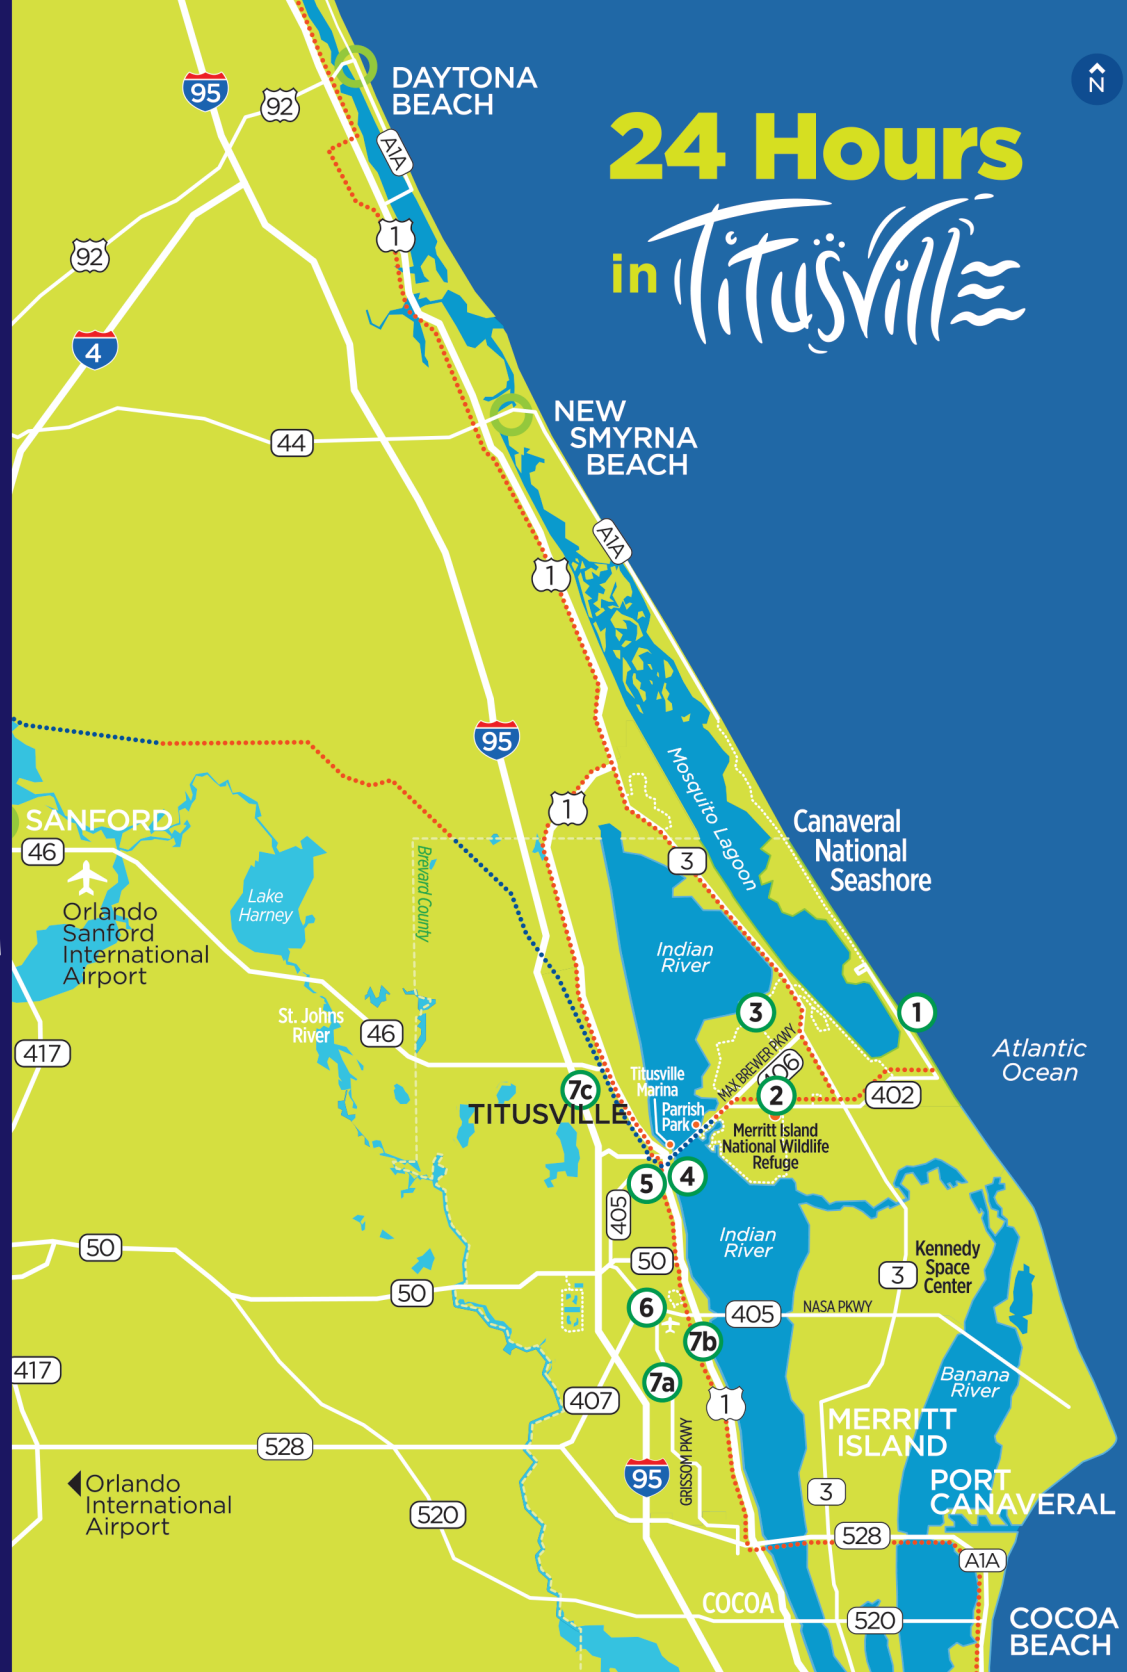 N
24 Hours
in Titusville
DAYTONA
BEACH
95
92
A1A
1
92
4
NEW
SMYRNA
BEACH
44
A1A
1
95
Mosquito Lagoon
1
Canaveral
National
Seashore
SANFORD
46
3
Brevard County
Lake
Harney
Orlando
Sanford
International
Airport
Indian
River
St. Johns
River
46
3
1
417
MAX BREWER PKWY
406
Atlantic
Ocean
Titusville
Marina
7c
2
402
TITUSVILLE
Parrish
Park
Merritt Island
National Wildlife
Refuge
5
4
405
50
Indian
River
50
Kennedy
Space
Center
3
50
6
405
NASA PKWY
7b
417
7a
Banana
River
407
1
MERRITT
ISLAND
528
GRISSOM PKWY
95
PORT
CANAVERAL
Orlando
International
Airport
3
520
528
A1A
COCOA
520
COCOA
BEACH